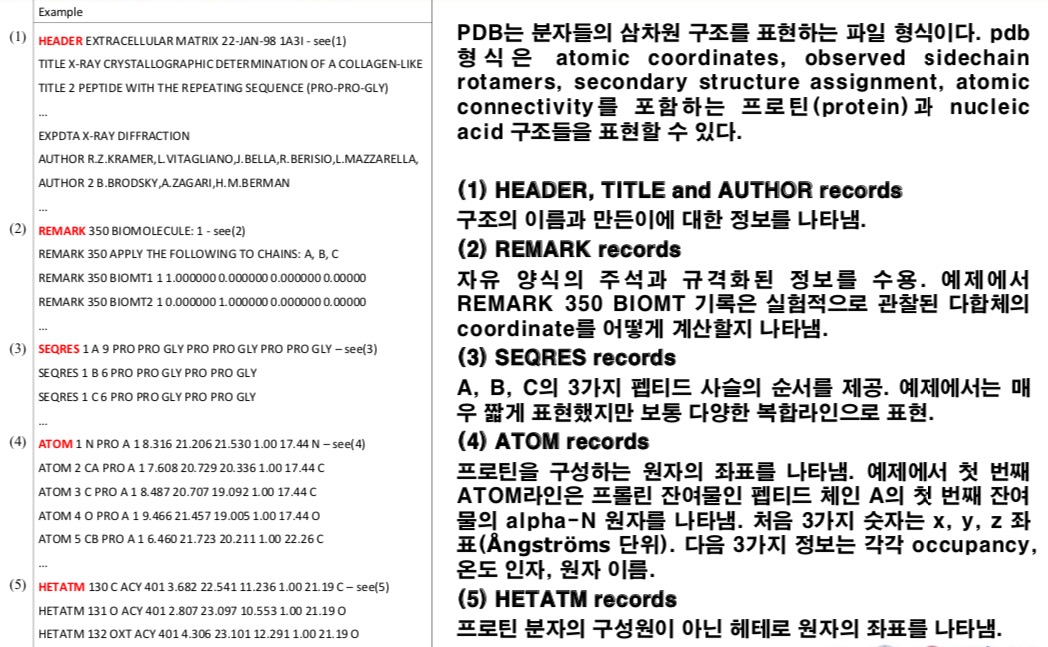 Example
(1) HEADER EXTRACELLULAR MATRIX 22-JAN-98 1A3I - see(1)
TITLE X-RAY CRYSTALLOGRAPHIC DETERMINATION OF A COLLAGEN-LIKE
TITLE 2 PEPTIDE WITH THE REPEATING SEQUENCE (PRO-PRO-GLY)
...
EXPDTA X-RAY DIFFRACTION
AUTHOR R.Z.KRAMER,L.VITAGLIANO,J.BELLA,R.BERISIO,L.MAZZARELLA,
AUTHOR 2 B.BRODSKY,A.ZAGARI,H.M.BERMAN
...
(2) REMARK 350 BIOMOLECULE: 1 - see(2)
REMARK 350 APPLY THE FOLLOWING TO CHAINS: A, B, C
REMARK 350 BIOMT1 1 1.000000 0.000000 0.000000 0.00000
REMARK 350 BIOMT2 1 0.000000 1.000000 0.000000 0.00000
...
(3) SEQRES 1 A 9 PRO PRO GLY PRO PRO GLY PRO PRO GLY – see(3)
SEQRES 1 B 6 PRO PRO GLY PRO PRO GLY
SEQRES 1 C 6 PRO PRO GLY PRO PRO GLY
...
(4) ATOM 1 N PRO A 1 8.316 21.206 21.530 1.00 17.44 N – see(4)
ATOM 2 CA PRO A 1 7.608 20.729 20.336 1.00 17.44 C
ATOM 3 C PRO A 1 8.487 20.707 19.092 1.00 17.44 C
ATOM 4 O PRO A 1 9.466 21.457 19.005 1.00 17.44 O
ATOM 5 CB PRO A 1 6.460 21.723 20.211 1.00 22.26 C
...
(5) HETATM 130 C ACY 401 3.682 22.541 11.236 1.00 21.19 C – see(5)
HETATM 131 O ACY 401 2.807 23.097 10.553 1.00 21.19 O
HETATM 132 OXT ACY 401 4.306 23.101 12.291 1.00 21.19 O
PDB는 분자들의 삼차원 구조를 표현하는 파일 형식이다. pdb
형식은 atomic coordinates, observed sidechain
rotamers, secondary structure assignment, atomic
connectivity를 포함하는 프로틴(protein)과 nucleic
acid 구조들을 표현할 수 있다.
(1) HEADER, TITLE and AUTHOR records
구조의 이름과 만든이에 대한 정보를 나타냄.
(2) REMARK records
자유 양식의 주석과 규격화된 정보를 수용. 예제에서
REMARK 350 BIOMT 기록은 실험적으로 관찰된 다합체의
coordinate를 어떻게 계산할지 나타냄.
(3) SEQRES records
A, B, C의 3가지 펩티드 사슬의 순서를 제공. 예제에서는 매
우 짧게 표현했지만 보통 다양한 복합라인으로 표현.
(4) ATOM records
프로틴을 구성하는 원자의 좌표를 나타냄. 예제에서 첫 번째
ATOM라인은 프롤린 잔여물인 펩티드 체인 A의 첫 번째 잔여
물의 alpha-N 원자를 나타냄. 처음 3가지 숫자는 x, y, z 좌
표(Ångströms 단위). 다음 3가지 정보는 각각 occupancy,
온도 인자, 원자 이름.
(5) HETATM records
프로틴 분자의 구성원이 아닌 헤테로 원자의 좌표를 나타냄.